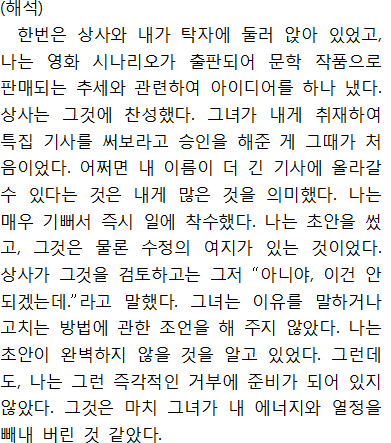 (해석)
한번은 상사와 내가 탁자에 둘러 앉아 있었고,
나는 영화 시나리오가 출판되어 문학 작품으로
판매되는 추세와 관련하여 아이디어를 하나 냈다.
상사는 그것에 찬성했다. 그녀가 내게 취재하여
특집 기사를 써보라고 승인을 해준 게 그때가 처
음이었다. 어쩌면 내 이름이 더 긴 기사에 올라갈
수 있다는 것은 내게 많은 것을 의미했다. 나는
매우 기뻐서 즉시 일에 착수했다. 나는 초안을 썼
고, 그것은 물론 수정의 여지가 있는 것이었다.
상사가 그것을 검토하고는 그저 “아니야, 이건 안
되겠는데.”라고 말했다. 그녀는 이유를 말하거나
고치는 방법에 관한 조언을 해 주지 않았다. 나는
초안이 완벽하지 않을 것을 알고 있었다. 그런데
도, 나는 그런 즉각적인 거부에 준비가 되어 있지
않았다. 그것은 마치 그녀가 내 에너지와 열정을
빼내 버린 것 같았다.